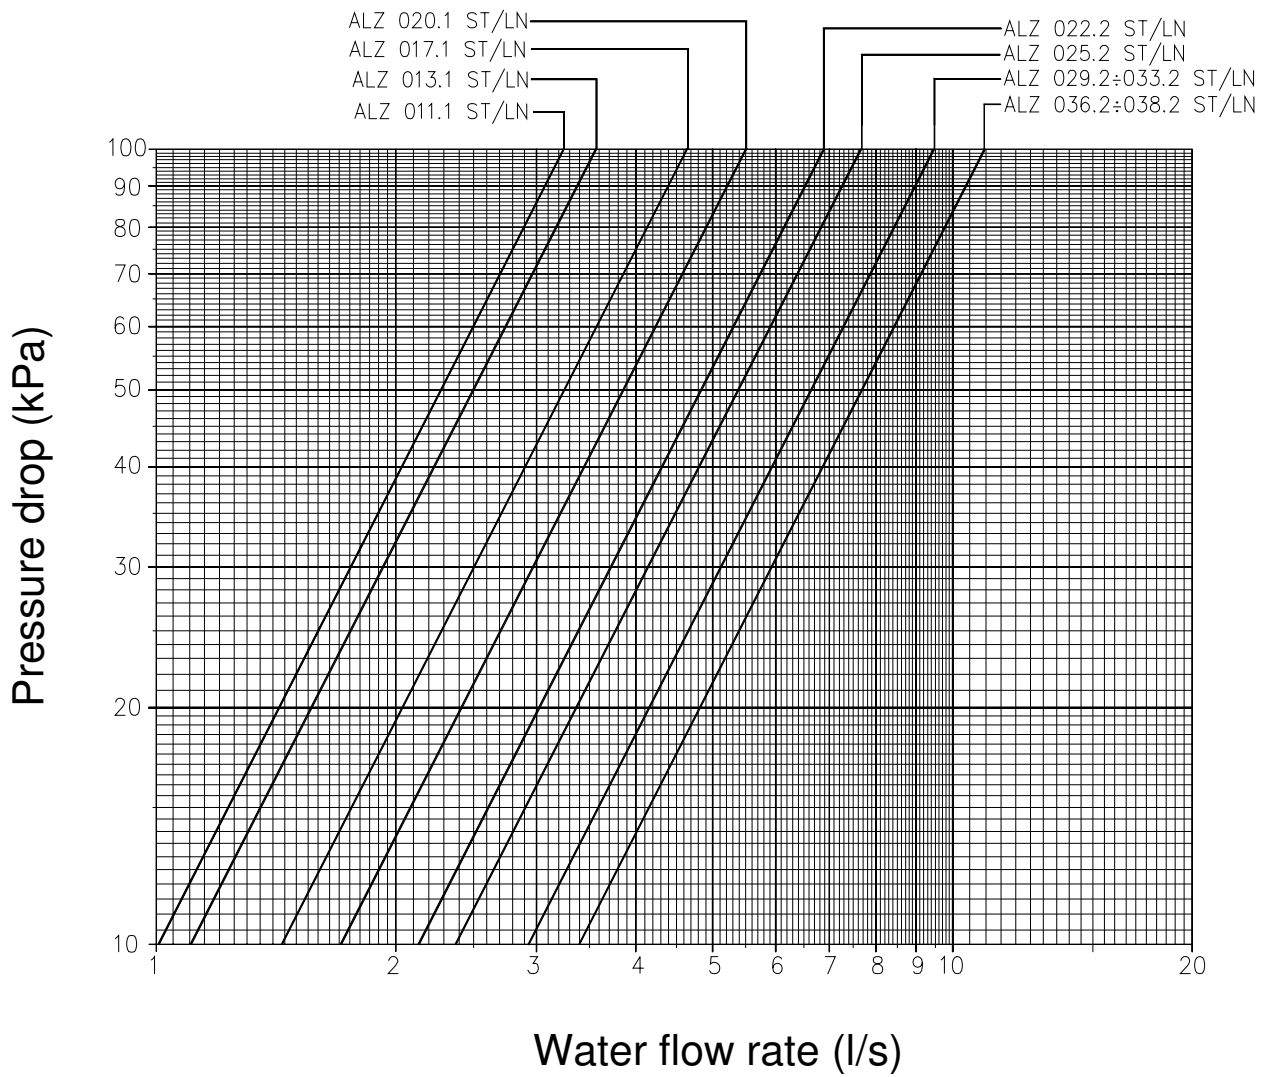 ALZ 020.1 ST/LN
ALZ 017.1 ST/LN
ALZ 013.1 ST/LN
ALZ 011.1 ST/LN
ALZ 022.2 ST/LN
ALZ 025.2 ST/LN
ALZ 029.2÷033.2 ST/LN
ALZ 036.2÷038.2 ST/LN
100
90
80
70
60
50
40
30
20
10
Pressure drop (kPa)
1 2 3 4 5 6 7 8 9 10 20
Water flow rate (l/s)